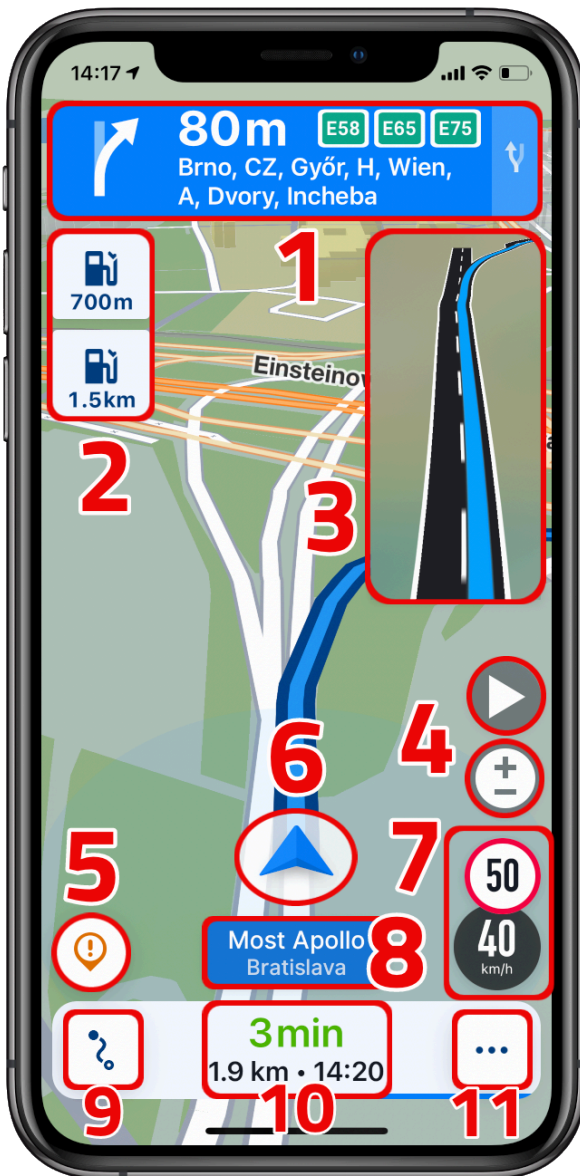 14:17
80m E58 E65 E75
Brno, CZ, Győr, H, Wien,
A, Dvory, Incheba
1
700m
1.5km
2
Einsteinov
3
4
6
7
50
5
40
km/h
Most Apollo
Bratislava
8
3min
1.9 km • 14:20
9
10
11